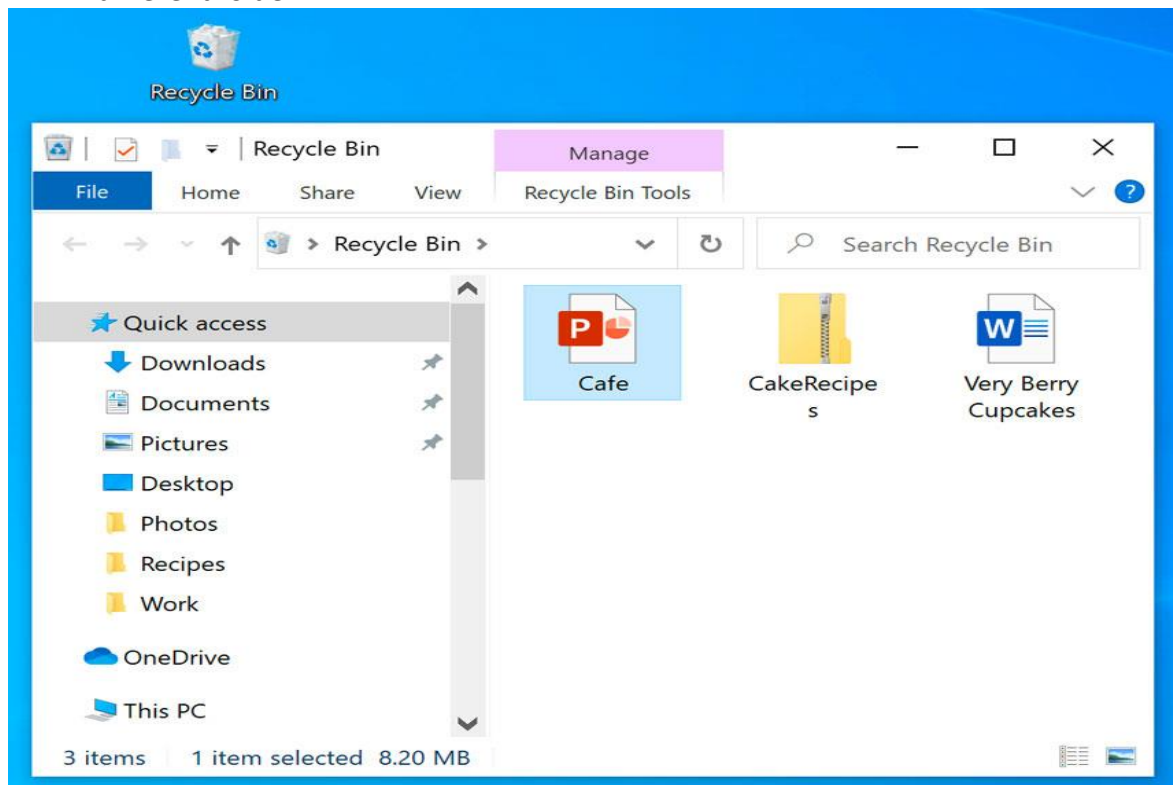 Recycle Bin
Recycle Bin
Manage
File
Home
Share
View
Recycle Bin Tools
?
Recycle Bin
Search Recycle Bin
Quick access
Downloads
Documents
Pictures
Desktop
Photos
Recipes
Work
OneDrive
This PC
P
Cafe
CakeRecipe
s
W
Very Berry
Cupcakes
3 items
1 item selected 8.20 MB